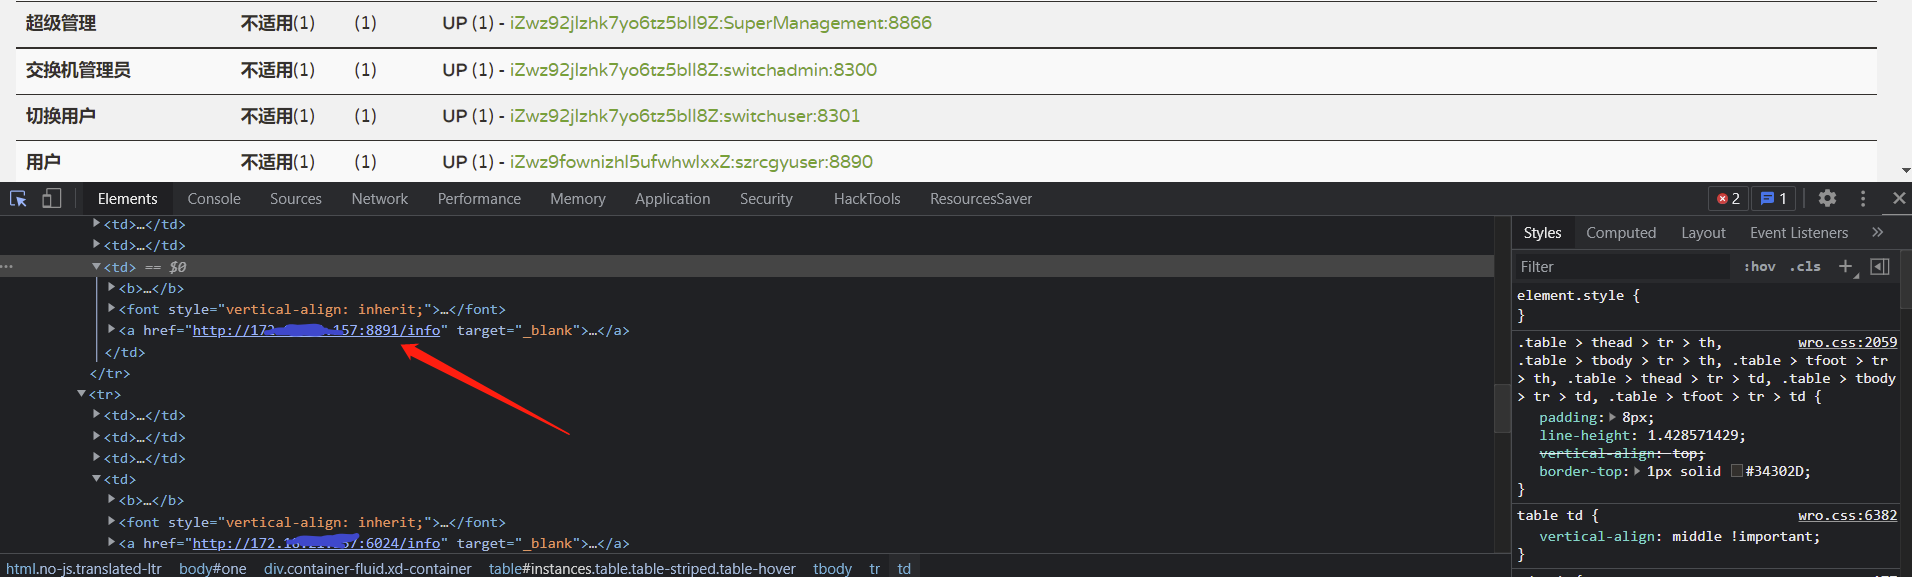 超级管理 不适用(1) (1) UP (1) - iZwz92jlzhk7yo6tz5bll9Z:SuperManagement:8866
交换机管理员 不适用(1) (1) UP (1) - iZwz92jlzhk7yo6tz5bll8Z:switchadmin:8300
切换用户 不适用(1) (1) UP (1) - iZwz92jlzhk7yo6tz5bll8Z:switchuser:8301
用户 不适用(1) (1) UP (1) - iZwz9fownizhl5ufwhwlxxZ:szrcgyuser:8890
Elements Console Sources Network Performance Memory Application Security HackTools ResourcesSaver 2 1
<td>…</td>
<td>…</td>
… <td> == $0
<b>…</b>
<font style="vertical-align: inherit;">…</font>
<a href="http://172 157:8891/info" target="_blank">…</a>
</td>
</tr>
<tr>
<td>…</td>
<td>…</td>
<td>…</td>
<td>
<b>…</b>
<font style="vertical-align: inherit;">…</font>
<a href="http://172. :6024/info" target="_blank">…</a>
html.no-js.translated-ltr body#one div.container-fluid.xd-container table#instances.table.table-striped.table-hover tbody tr td
Styles Computed Layout Event Listeners »
Filter :hov .cls +
element.style {
}
.table > thead > tr > th, wro.css:2059
.table > tbody > tr > th, .table > tfoot > tr
> th, .table > thead > tr > td, .table > tbody
> tr > td, .table > tfoot > tr > td {
padding: 8px;
line-height: 1.428571429;
vertical-align: top;
border-top: 1px solid #34302D;
}
table td { wro.css:6382
vertical-align: middle !important;
}